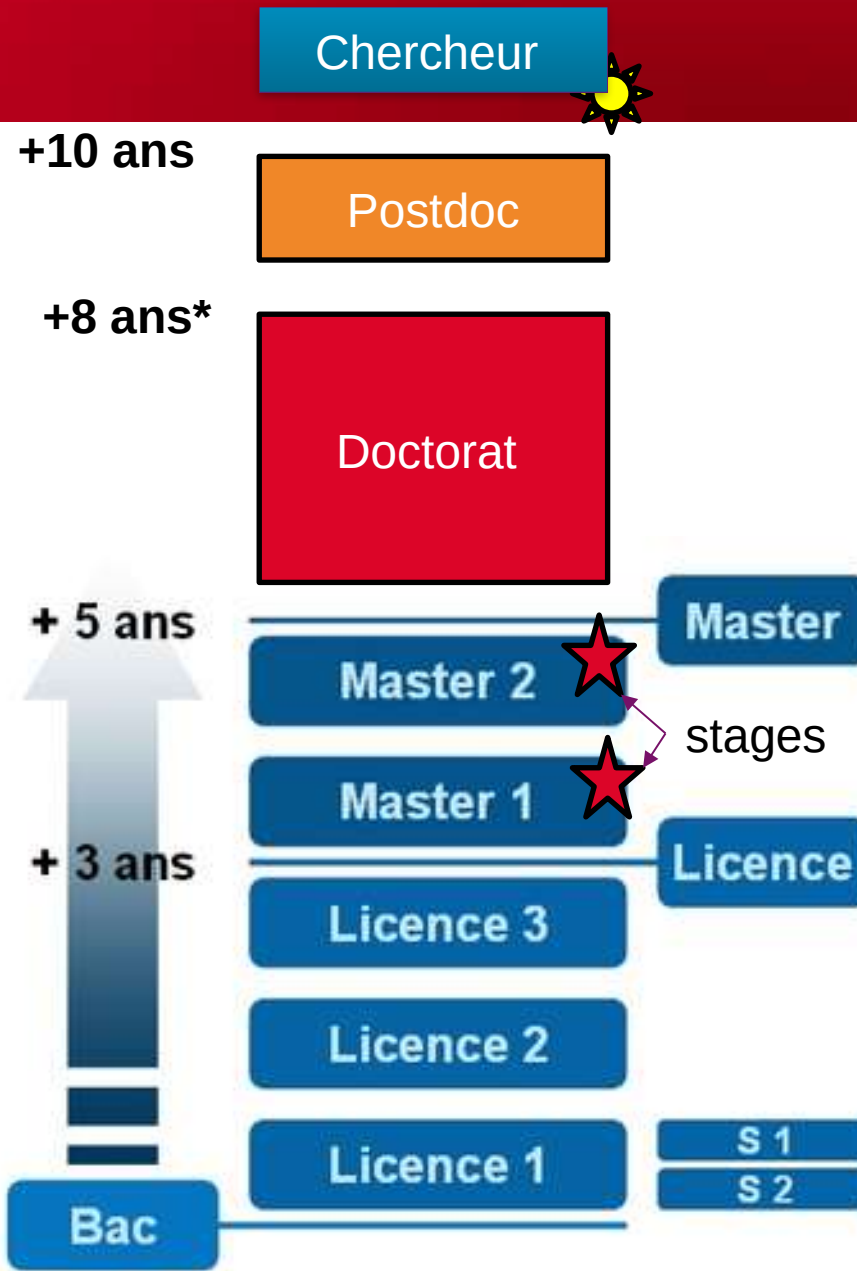 Chercheur
+10 ans
Postdoc
+8 ans*
Doctorat
+ 5 ans
Master
Master 2
stages
Master 1
+ 3 ans
Licence
Licence 3
Licence 2
Licence 1
S 1
S 2
Bac